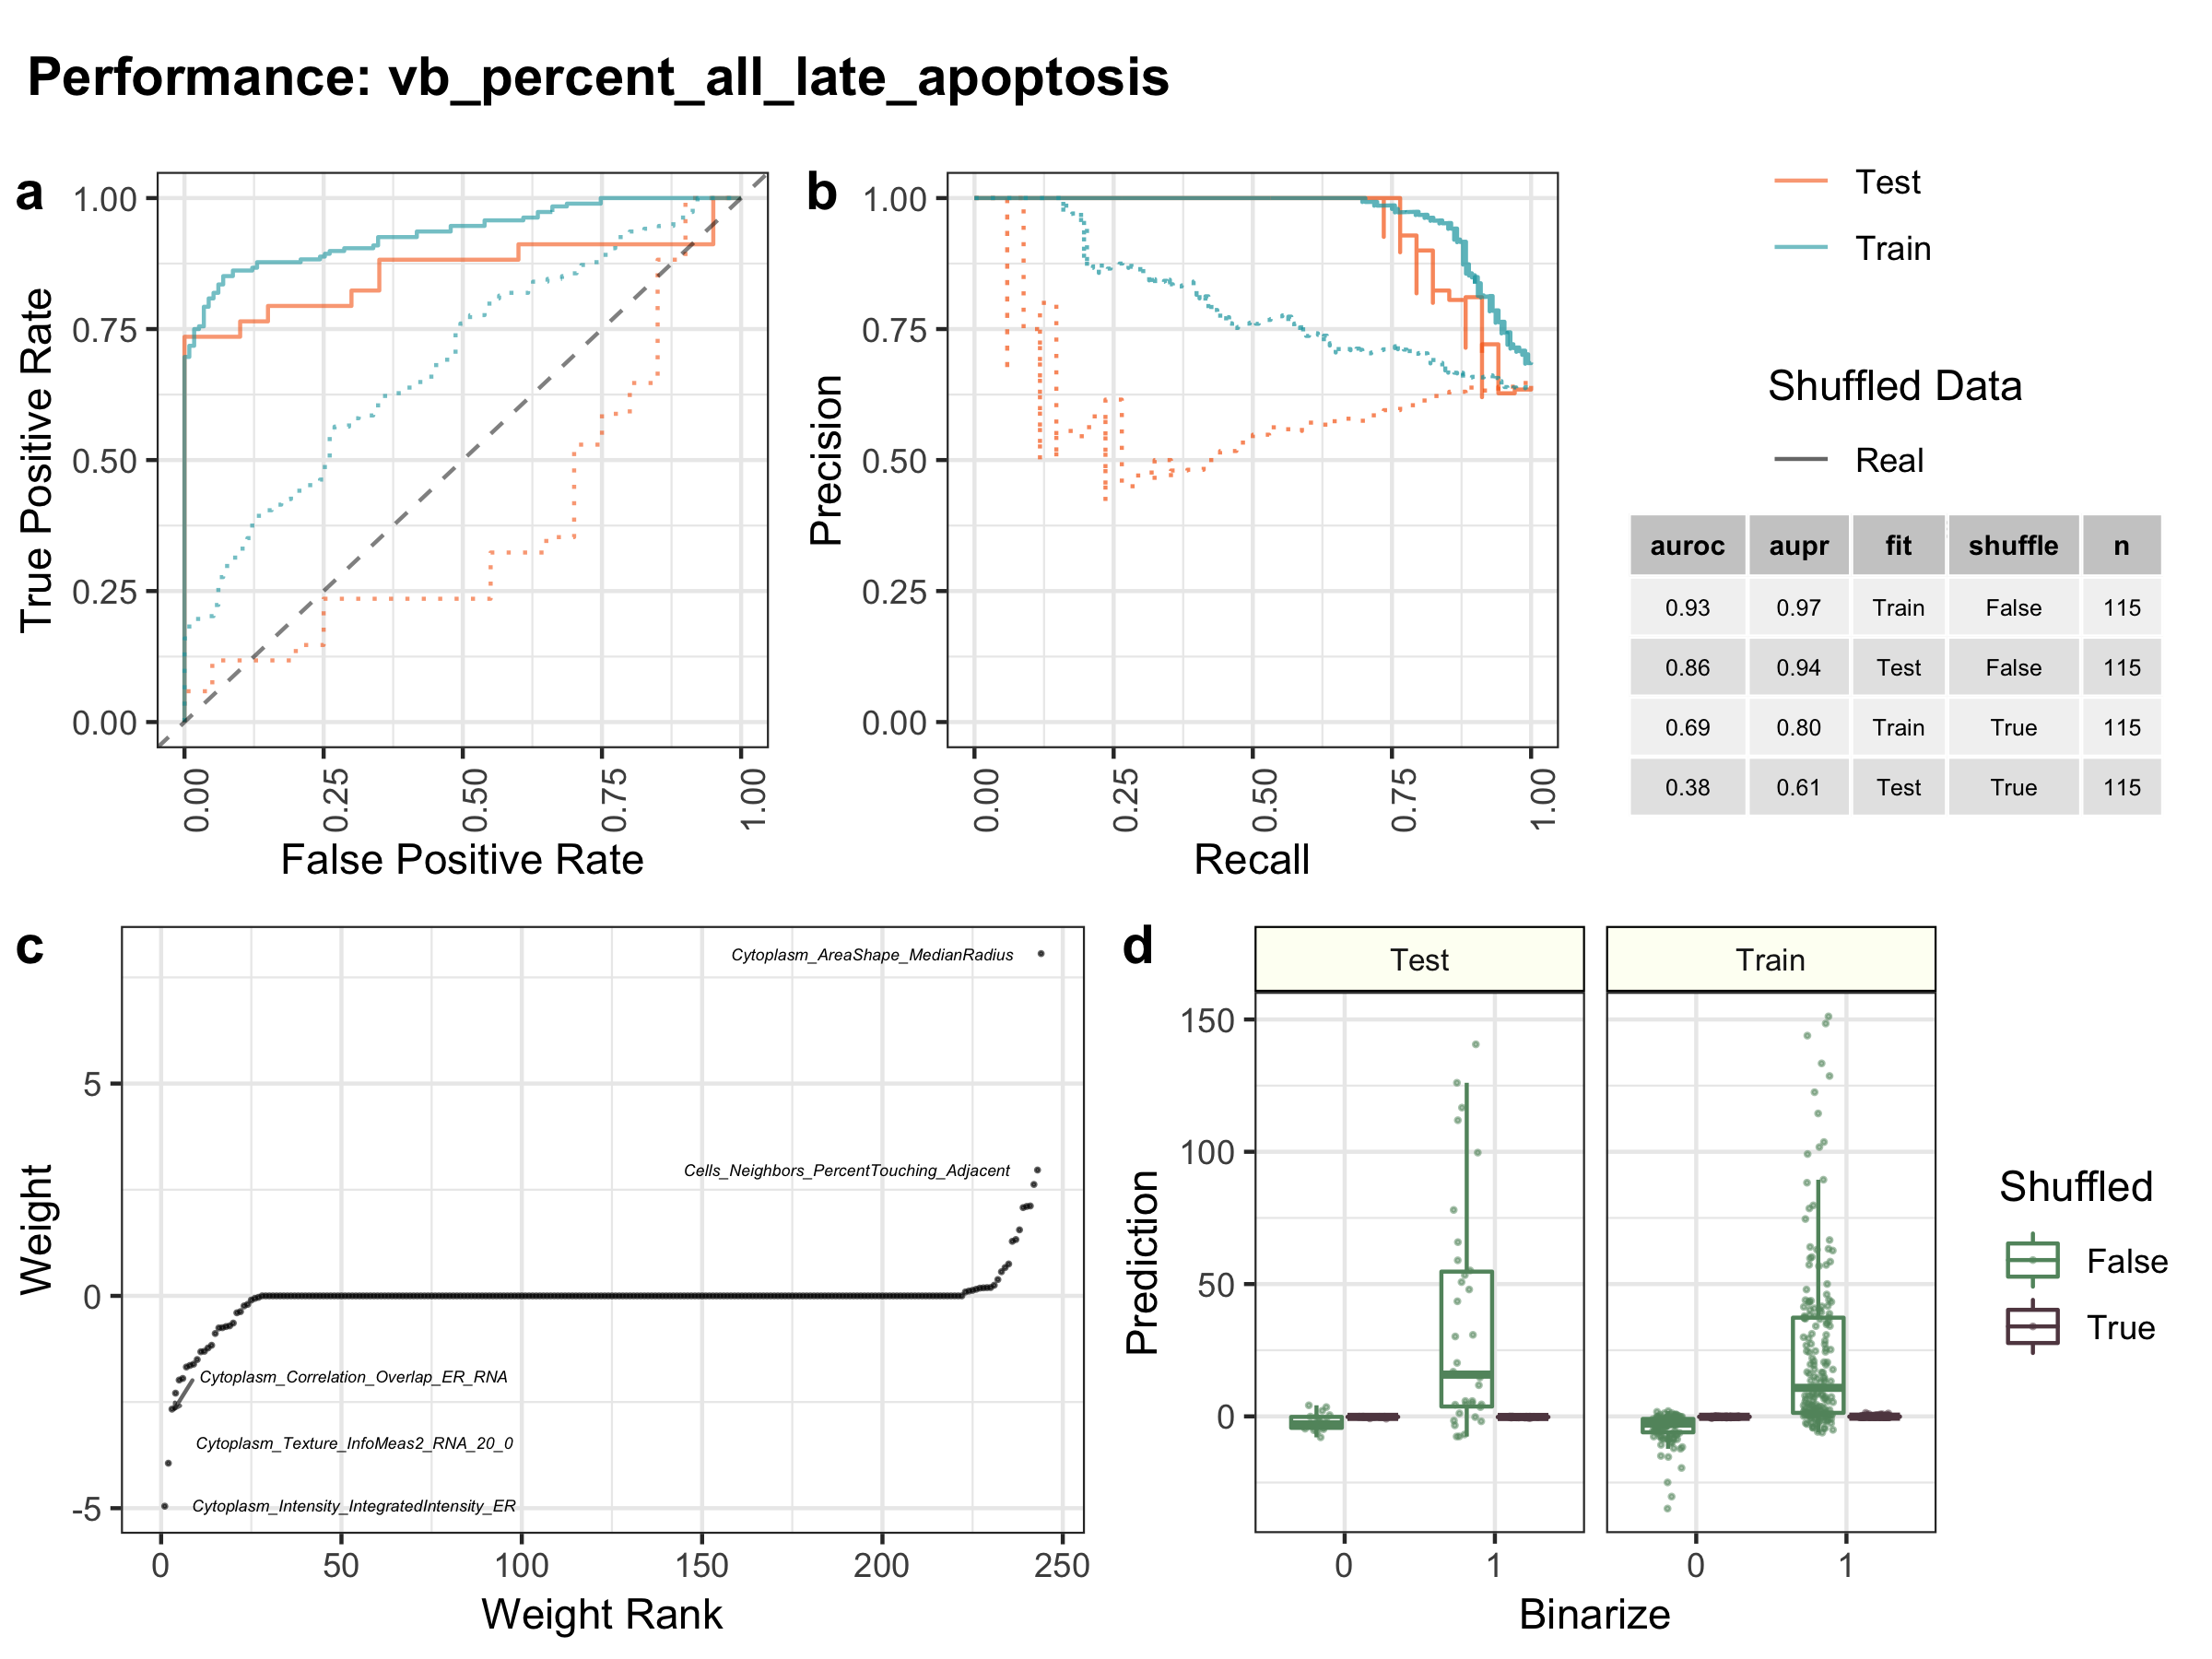 Performance: vb_percent_all_late_apoptosis
a
True Positive Rate
1.00
0.75
0.50
0.25
0.00
0.00 0.25 0.50 0.75 1.00
False Positive Rate
b
Precision
1.00
0.75
0.50
0.25
0.00
0.00 0.25 0.50 0.75 1.00
Recall
Test
Train
Shuffled Data
Real
auroc aupr fit shuffle n
0.93 0.97 Train False 115
0.86 0.94 Test False 115
0.69 0.80 Train True 115
0.38 0.61 Test True 115
c
Weight
5
0
-5
Cytoplasm_AreaShape_MedianRadius
Cells_Neighbors_PercentTouching_Adjacent
Cytoplasm_Correlation_Overlap_ER_RNA
Cytoplasm_Texture_InfoMeas2_RNA_20_0
Cytoplasm_Intensity_IntegratedIntensity_ER
0 50 100 150 200 250
Weight Rank
d
Test Train
Prediction
150
100
50
0
0 1 0 1
Binarize
Shuffled
False
True